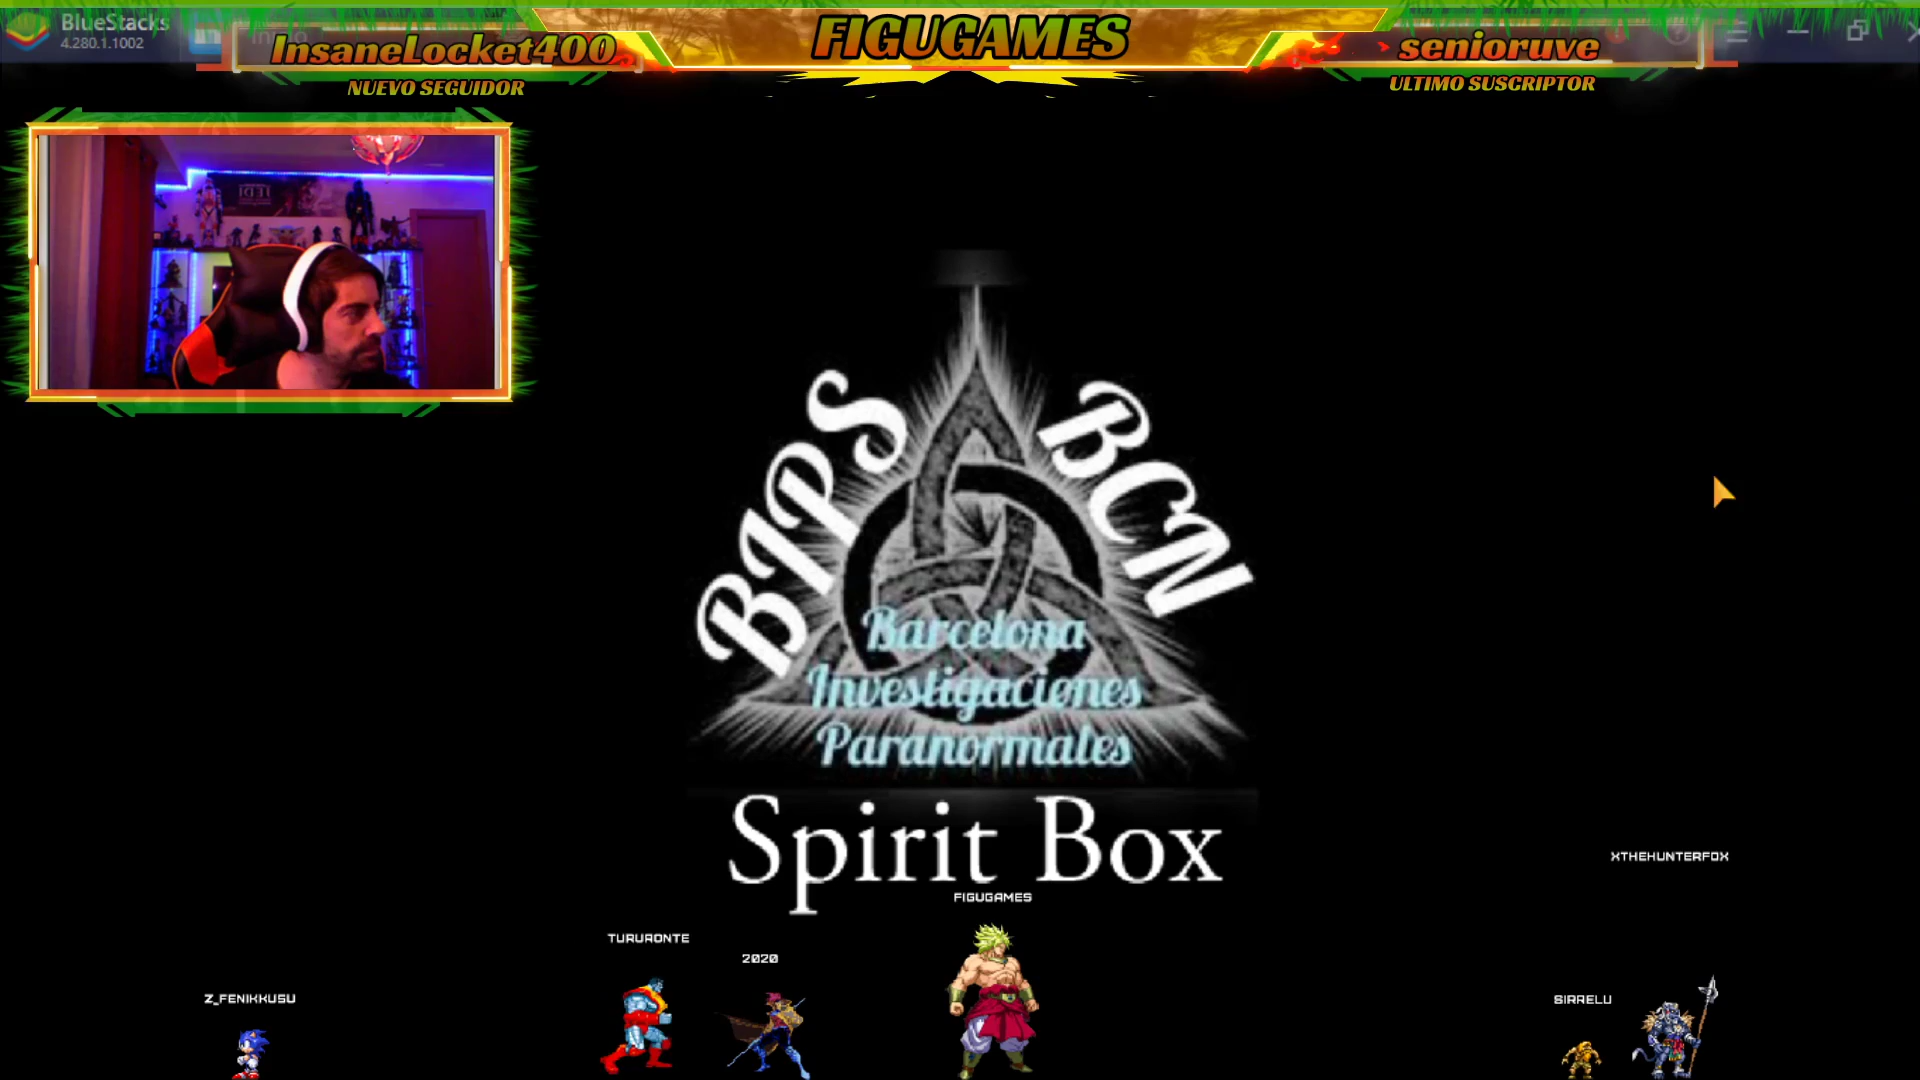 BlueStacks
4.280.1.1002
InsaneLocket400
NUEVO SEGUIDOR
FIGUGAMES
senioruve
ULTIMO SUSCRIPTOR
JEDI
BIPS BCN
Barcelona
Investigaciones
Paranormales
Spirit Box
FIGUGAMES
XTHEHUNTERFOX
TURURONTE
2020
Z_FENIKKUSU
SIRRELU